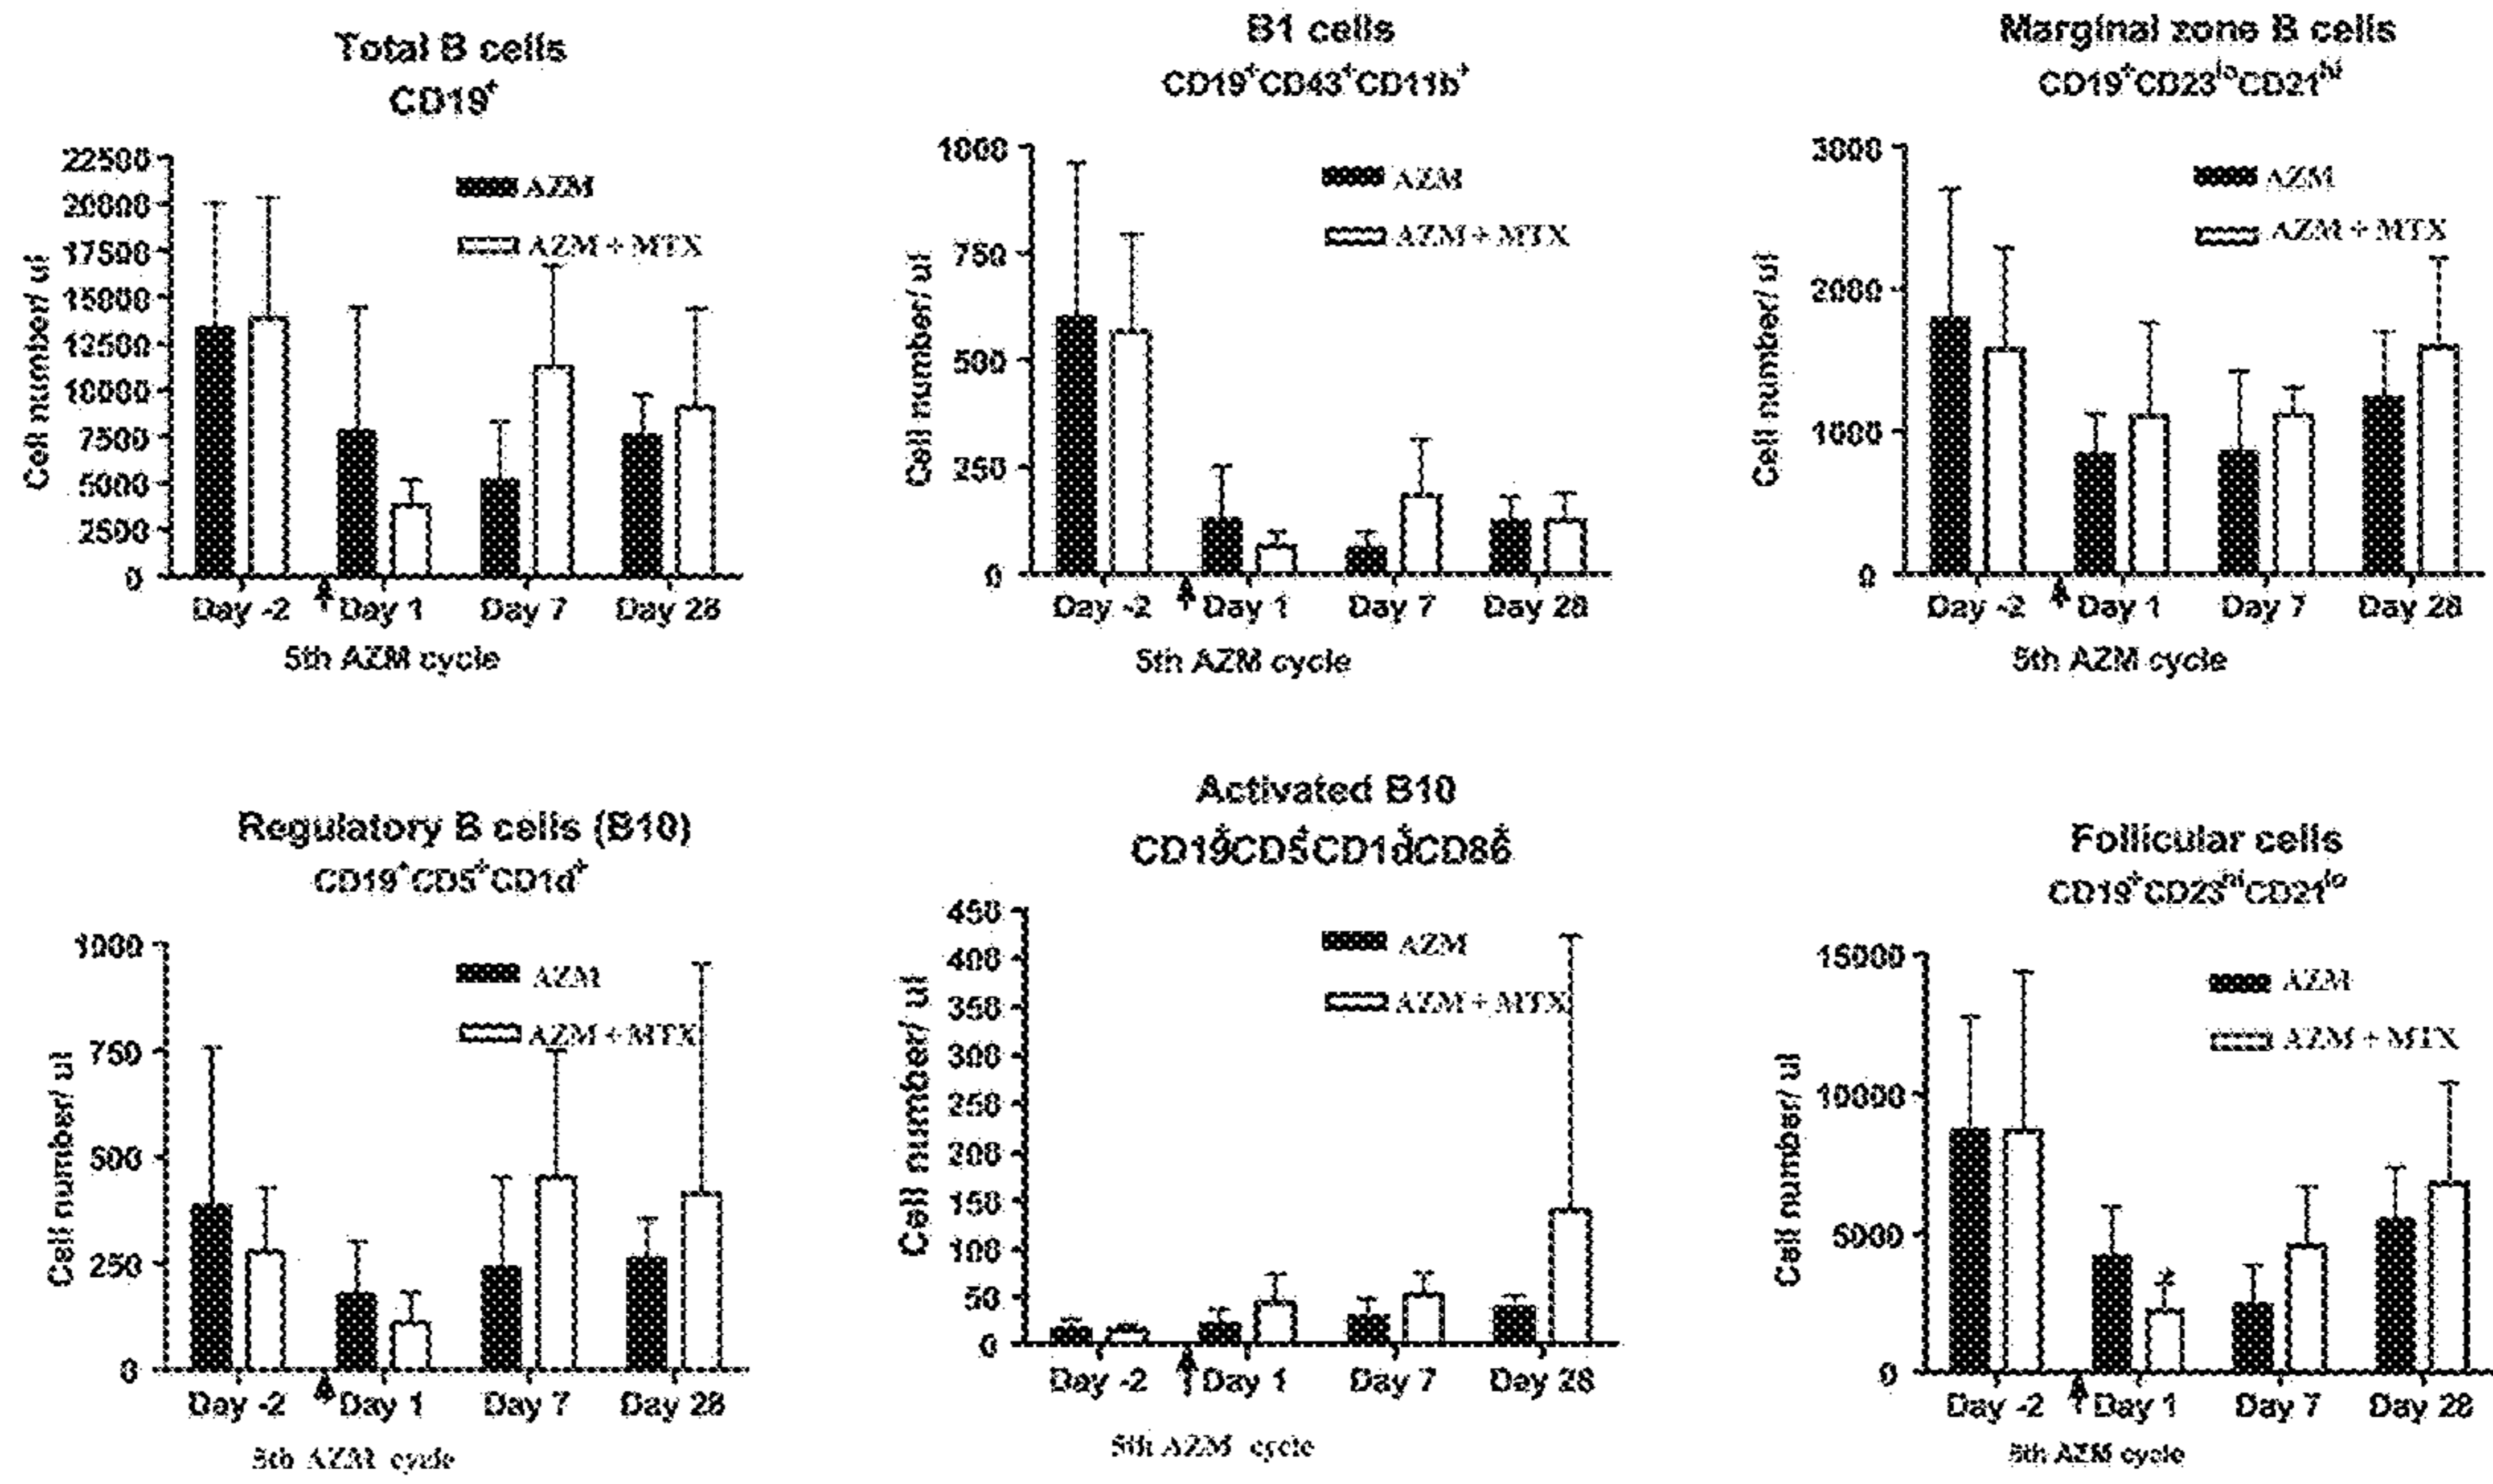 Total B cells
CD19⁺
22500
20000
17500
15000
12500
10000
7500
5000
2500
0
Cell number/ ul
AZM
AZM + MTX
Day -2
Day 1
Day 7
Day 28
5th AZM cycle
B1 cells
CD19⁺CD43⁺CD11b⁺
1000
750
500
250
0
Cell number/ ul
AZM
AZM + MTX
Day -2
Day 1
Day 7
Day 28
5th AZM cycle
Marginal zone B cells
CD19⁺CD23ˡᵒCD21ʰⁱ
3000
2000
1000
0
Cell number/ ul
AZM
AZM + MTX
Day -2
Day 1
Day 7
Day 28
5th AZM cycle
Regulatory B cells (B10)
CD19⁺CD5⁺CD1d⁺
1000
750
500
250
0
Cell number/ ul
AZM
AZM + MTX
Day -2
Day 1
Day 7
Day 28
5th AZM cycle
Activated B10
CD19⁺CD5⁺CD1d⁺CD86⁺
450
400
350
300
250
200
150
100
50
0
Cell number/ ul
AZM
AZM + MTX
Day -2
Day 1
Day 7
Day 28
5th AZM cycle
Follicular cells
CD19⁺CD23ʰⁱCD21ˡᵒ
15000
10000
5000
0
Cell number/ ul
AZM
AZM + MTX
*
Day -2
Day 1
Day 7
Day 28
5th AZM cycle